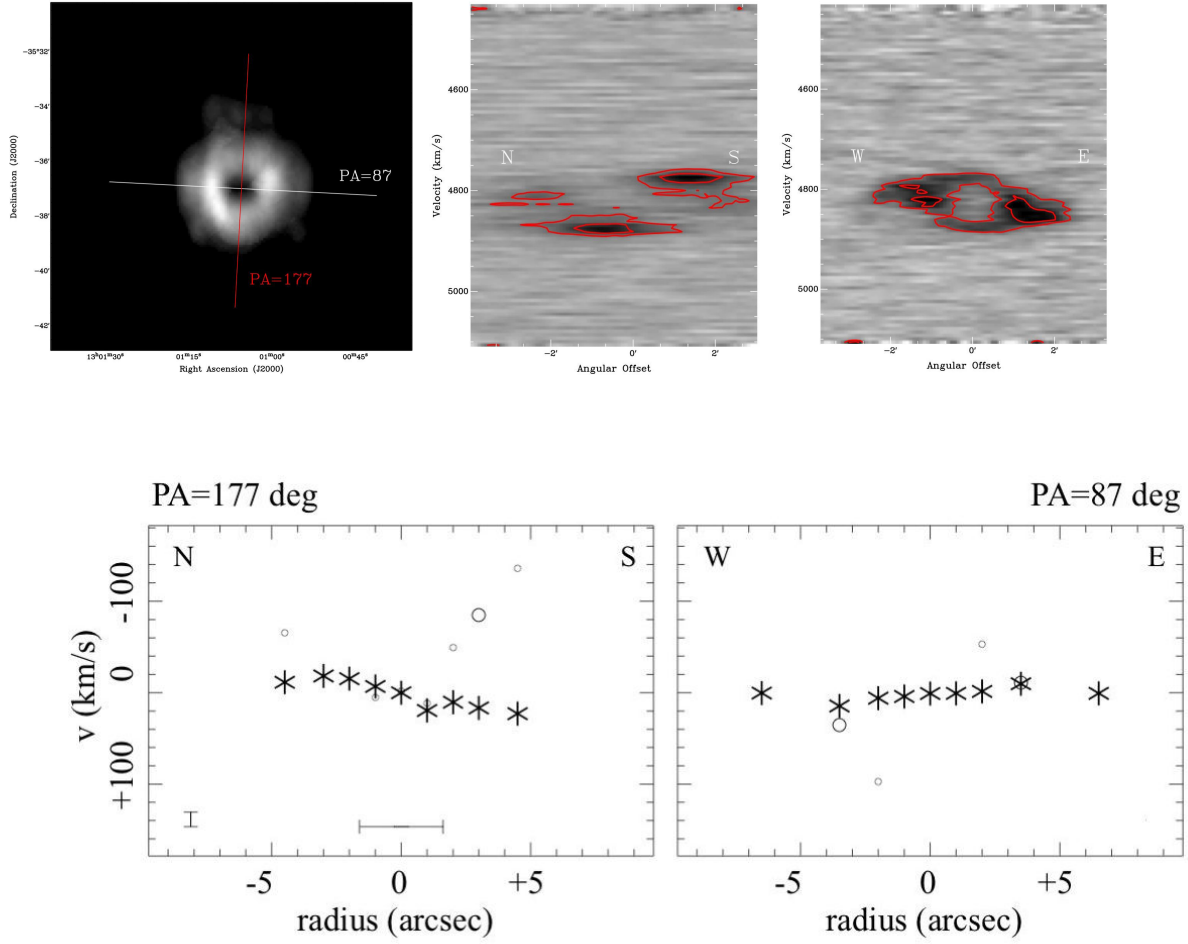 -35°32'
-34'
-36'
-38'
-40'
-42'
Declination (J2000)
PA=87
PA=177
13ʰ01ᵐ30ˢ 01ᵐ15ˢ 01ᵐ00ˢ 00ᵐ45ˢ
Right Ascension (J2000)
Velocity (km/s)
4600
4800
5000
N S
-2' 0' 2'
Angular Offset
Velocity (km/s)
4600
4800
5000
W E
-2' 0' 2'
Angular Offset
PA=177 deg
PA=87 deg
N S
W E
v (km/s)
-100
0
+100
-5 0 +5
radius (arcsec)
-5 0 +5
radius (arcsec)